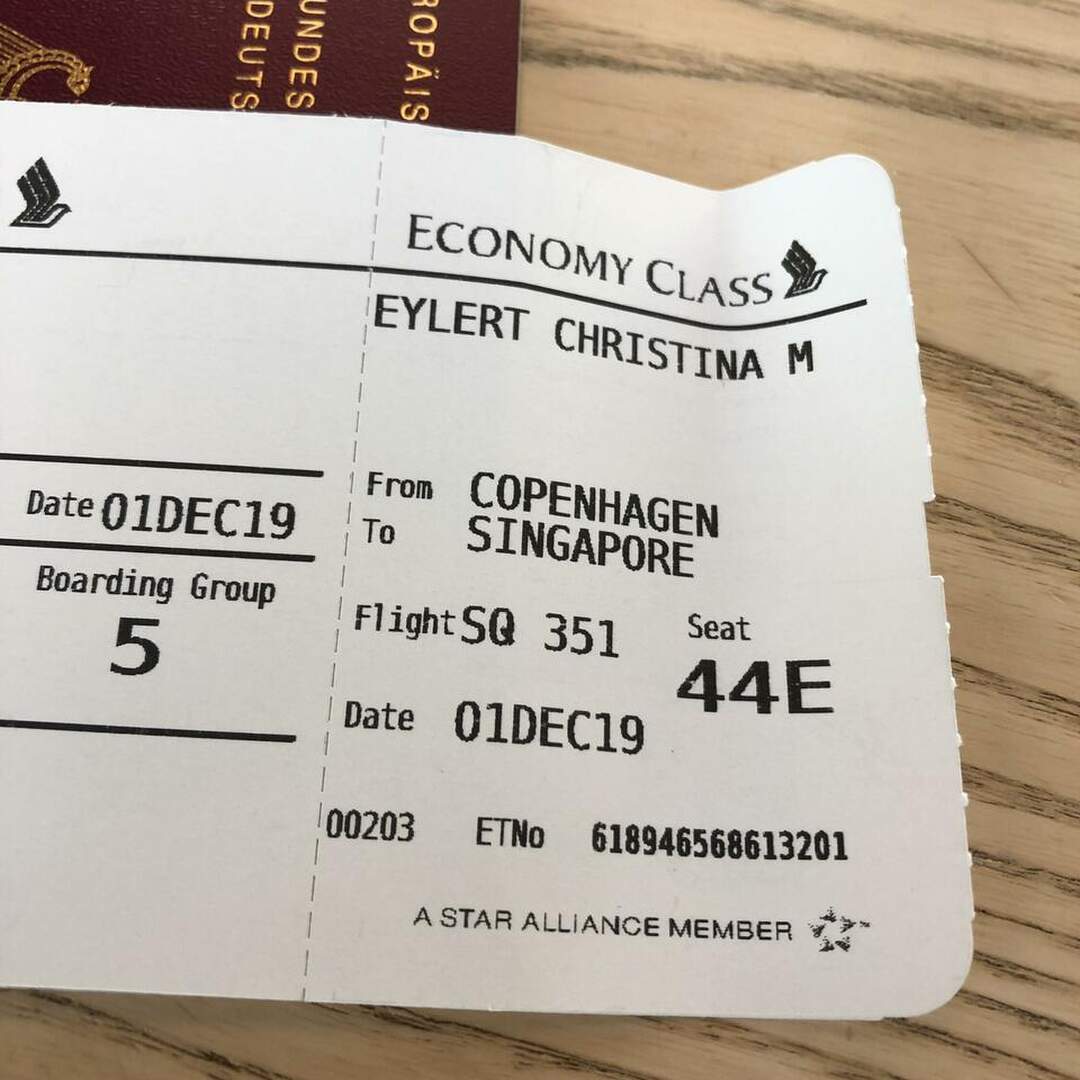 ROPÄIS
UNDES
DEUTS
ECONOMY CLASS
EYLERT CHRISTINA M
Date 01DEC19
Boarding Group
5
From COPENHAGEN
To SINGAPORE
Flight SQ 351
Seat
44E
Date 01DEC19
00203 ETNo 618946568613201
A STAR ALLIANCE MEMBER